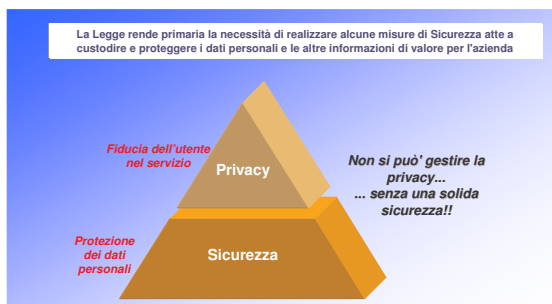 La Legge rende primaria la necessità di realizzare alcune misure di Sicurezza atte a
custodire e proteggere i dati personali e le altre informazioni di valore per l'azienda
Fiducia dell'utente
nel servizio
Privacy
Non si può' gestire la
privacy...
... senza una solida
sicurezza!!
Protezione
dei dati
personali
Sicurezza